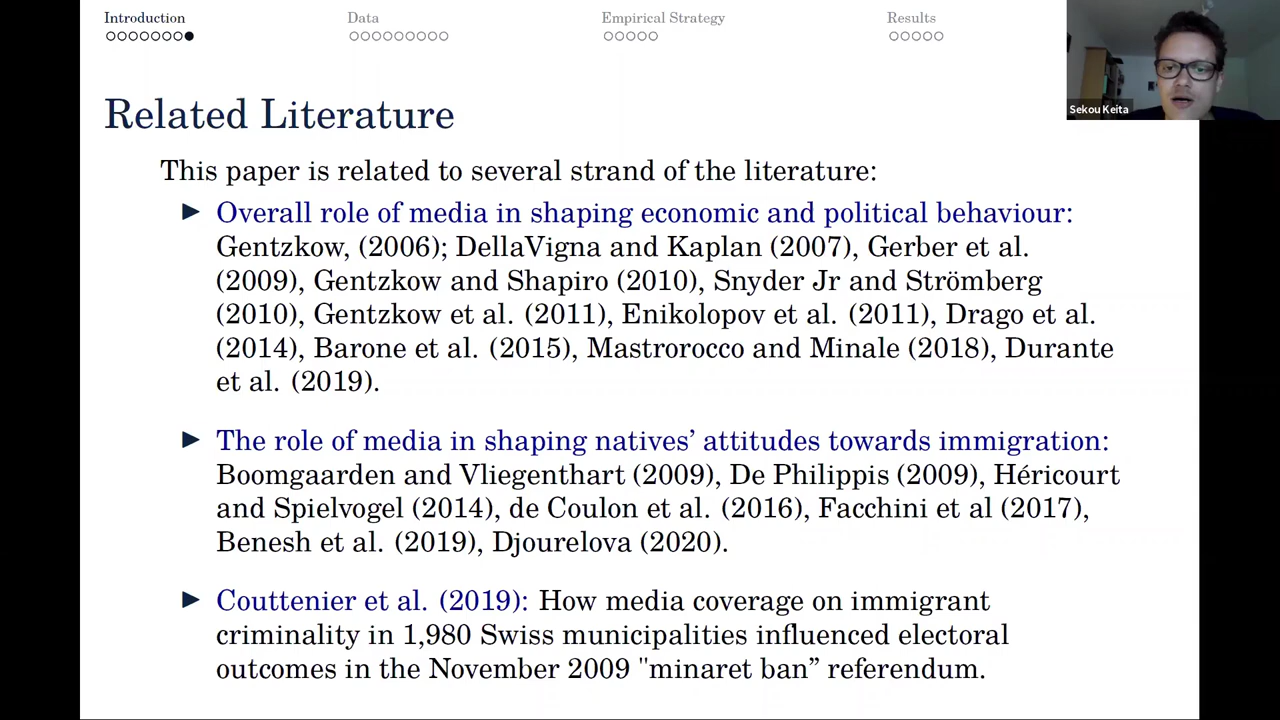 Introduction
Data
Empirical Strategy
Results
Sekou Keita
Related Literature
This paper is related to several strand of the literature:
Overall role of media in shaping economic and political behaviour:
Gentzkow, (2006); DellaVigna and Kaplan (2007), Gerber et al.
(2009), Gentzkow and Shapiro (2010), Snyder Jr and Strömberg
(2010), Gentzkow et al. (2011), Enikolopov et al. (2011), Drago et al.
(2014), Barone et al. (2015), Mastrorocco and Minale (2018), Durante
et al. (2019).
The role of media in shaping natives’ attitudes towards immigration:
Boomgaarden and Vliegenthart (2009), De Philippis (2009), Héricourt
and Spielvogel (2014), de Coulon et al. (2016), Facchini et al (2017),
Benesh et al. (2019), Djourelova (2020).
Couttenier et al. (2019): How media coverage on immigrant
criminality in 1,980 Swiss municipalities influenced electoral
outcomes in the November 2009 "minaret ban” referendum.